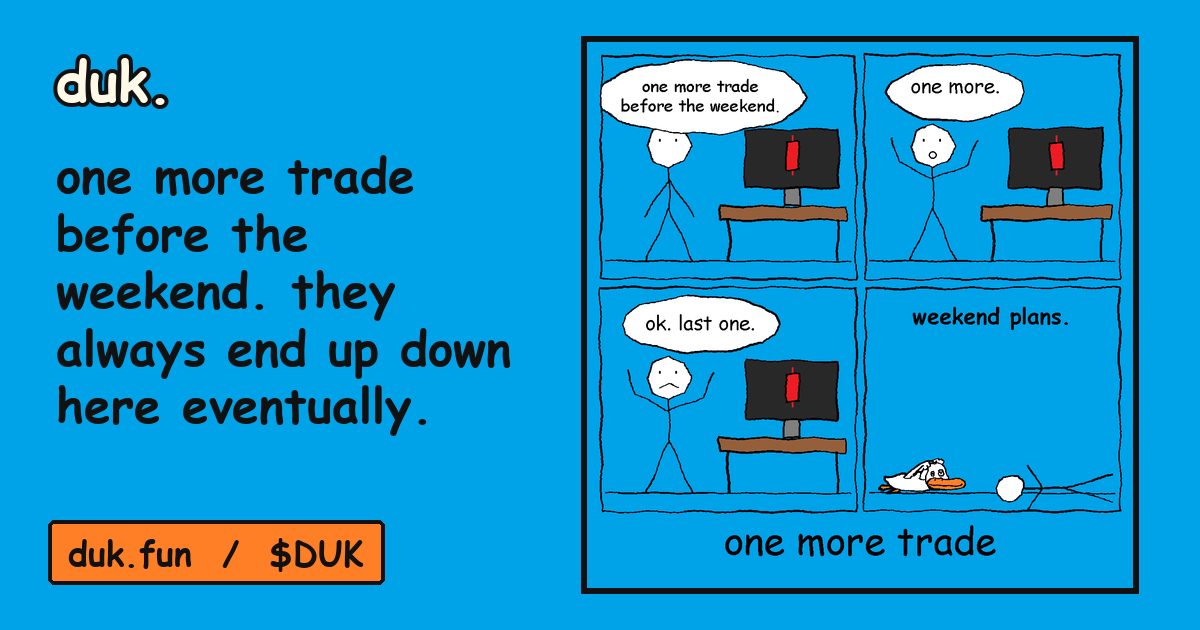 duk.
one more trade
before the
weekend. they
always end up down
here eventually.
duk.fun / $DUK
one more trade
before the weekend.
one more.
ok. last one.
weekend plans.
one more trade